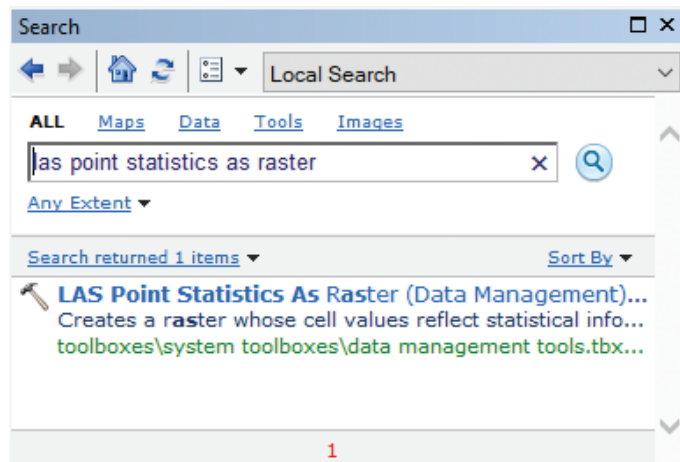 Search
Local Search
ALL Maps Data Tools Images
las point statistics as raster
Any Extent
Search returned 1 items Sort By
LAS Point Statistics As Raster (Data Management)...
Creates a raster whose cell values reflect statistical info...
toolboxes\system toolboxes\data management tools.tbx...
1